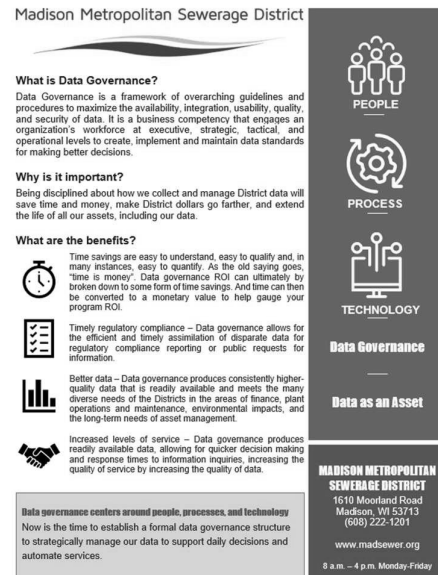 Madison Metropolitan Sewerage District
What is Data Governance?
Data Governance is a framework of overarching guidelines and
procedures to maximize the availability, integration, usability, quality,
and security of data. It is a business competency that engages an
organization's workforce at executive, strategic, tactical, and
operational levels to create, implement and maintain data standards
for making better decisions.
Why is it important?
Being disciplined about how we collect and manage District data will
save time and money, make District dollars go farther, and extend
the life of all our assets, including our data.
What are the benefits?
Time savings are easy to understand, easy to qualify and, in
many instances, easy to quantify. As the old saying goes,
"time is money". Data governance ROI can ultimately by
broken down to some form of time savings. And time can then
be converted to a monetary value to help gauge your
program ROI.
Timely regulatory compliance – Data governance allows for
the efficient and timely assimilation of disparate data for
regulatory compliance reporting or public requests for
information.
Better data – Data governance produces consistently higher-
quality data that is readily available and meets the many
diverse needs of the Districts in the areas of finance, plant
operations and maintenance, environmental impacts, and
the long-term needs of asset management.
Increased levels of service – Data governance produces
readily available data, allowing for quicker decision making
and response times to information inquiries, increasing the
quality of service by increasing the quality of data.
Data governance centers around people, processes, and technology
Now is the time to establish a formal data governance structure
to strategically manage our data to support daily decisions and
automate services.
PEOPLE
PROCESS
TECHNOLOGY
Data Governance
Data as an Asset
MADISON METROPOLITAN
SEWERAGE DISTRICT
1610 Moorland Road
Madison, WI 53713
(608) 222-1201
www.madsewer.org
8 a.m. – 4 p.m. Monday-Friday